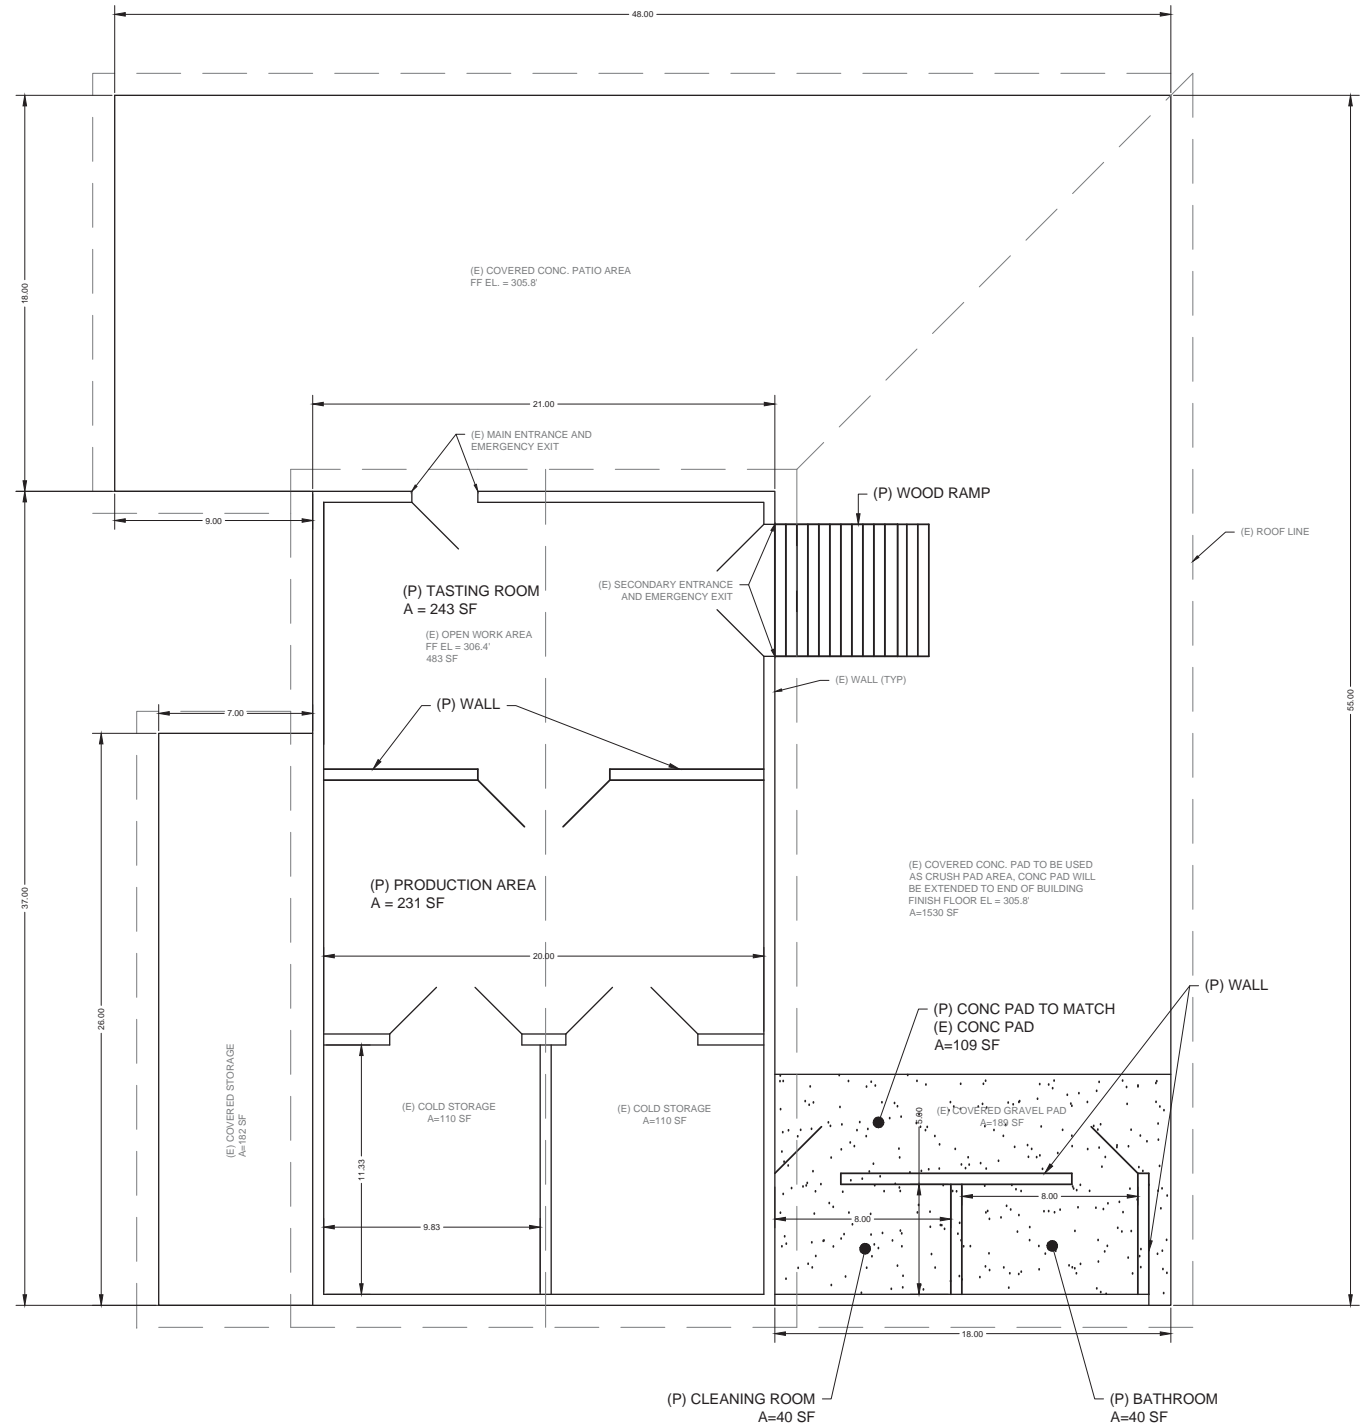 48.00
18.00
(E) COVERED CONC. PATIO AREA
FF EL. = 305.8'
21.00
(E) MAIN ENTRANCE AND
EMERGENCY EXIT
(P) WOOD RAMP
9.00
(E) ROOF LINE
(P) TASTING ROOM
A = 243 SF
(E) SECONDARY ENTRANCE
AND EMERGENCY EXIT
(E) OPEN WORK AREA
FF EL = 306.4'
483 SF
(E) WALL (TYP)
(P) WALL
7.00
55.00
37.00
(P) PRODUCTION AREA
A = 231 SF
(E) COVERED CONC. PAD TO BE USED
AS CRUSH PAD AREA, CONC PAD WILL
BE EXTENDED TO END OF BUILDING
FINISH FLOOR EL = 305.8'
A=1530 SF
20.00
(P) WALL
26.00
(P) CONC PAD TO MATCH
(E) CONC PAD
A=109 SF
(E) COVERED STORAGE
A=182 SF
(E) COLD STORAGE
A=110 SF
(E) COLD STORAGE
A=110 SF
(E) COVERED GRAVEL PAD
A=189 SF
5.00
11.33
8.00
8.00
9.83
18.00
(P) CLEANING ROOM
A=40 SF
(P) BATHROOM
A=40 SF